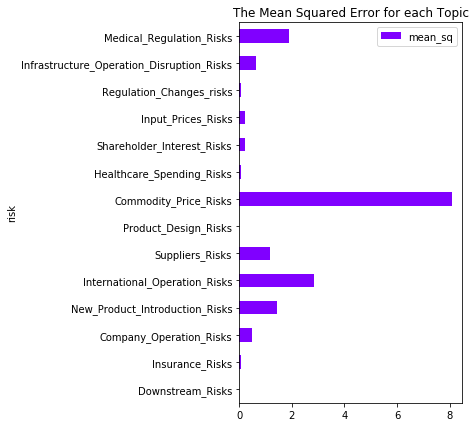 The Mean Squared Error for each Topic
mean_sq
risk
Medical_Regulation_Risks
Infrastructure_Operation_Disruption_Risks
Regulation_Changes_risks
Input_Prices_Risks
Shareholder_Interest_Risks
Healthcare_Spending_Risks
Commodity_Price_Risks
Product_Design_Risks
Suppliers_Risks
International_Operation_Risks
New_Product_Introduction_Risks
Company_Operation_Risks
Insurance_Risks
Downstream_Risks
0 2 4 6 8